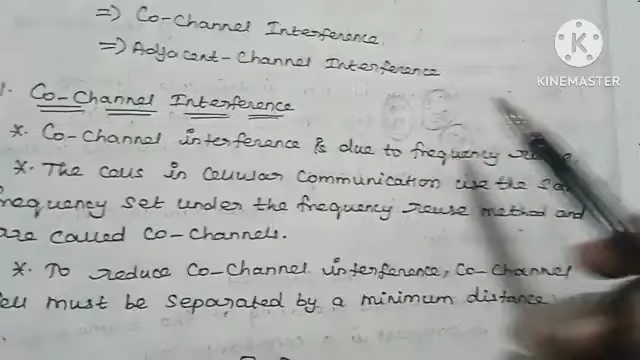 => Co-Channel Interference
=> Adjacent-Channel Interference
KINEMASTER
1. Co-Channel Interference
*. Co-Channel interference is due to frequency
*. The cells in cellular communication use the
frequency set under the frequency reuse method and
are called Co-Channels.
*. To reduce Co-Channel interference, Co-Channel
cell must be separated by a minimum distance.